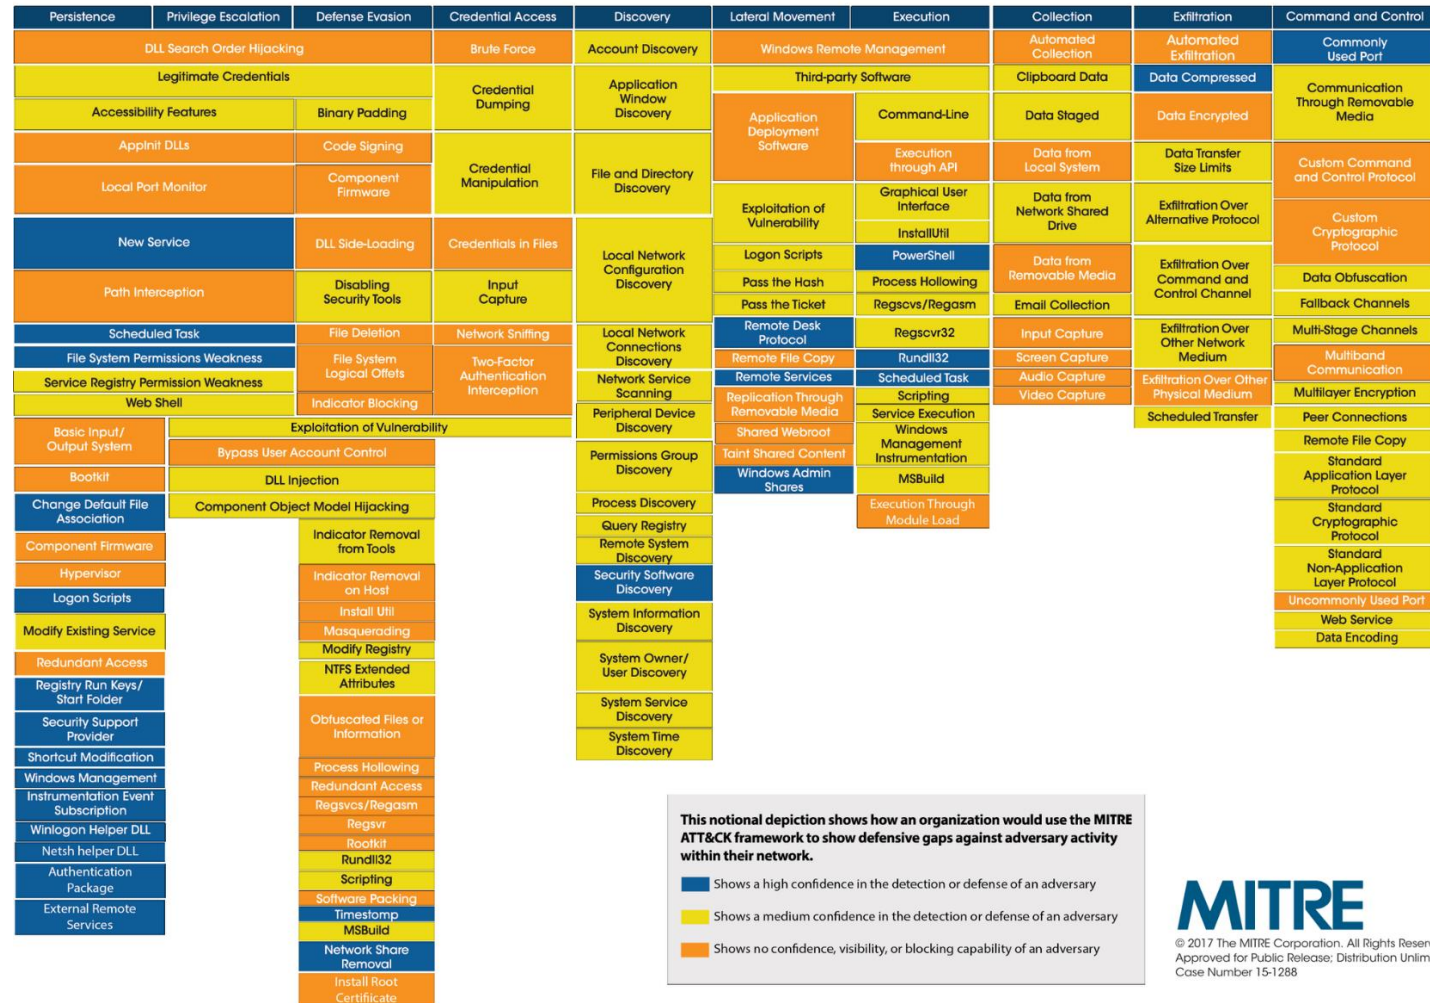 Persistence
Privilege Escalation
Defense Evasion
Credential Access
Discovery
Lateral Movement
Execution
Collection
Exfiltration
Command and Control
DLL Search Order Hijacking
Legitimate Credentials
Accessibility Features
AppInit DLLs
Local Port Monitor
New Service
Path Interception
Scheduled Task
File System Permissions Weakness
Service Registry Permission Weakness
Web Shell
Basic Input/
Output System
Bootkit
Change Default File
Association
Component Firmware
Hypervisor
Logon Scripts
Modify Existing Service
Redundant Access
Registry Run Keys/
Start Folder
Security Support
Provider
Shortcut Modification
Windows Management
Instrumentation Event
Subscription
Winlogon Helper DLL
Netsh helper DLL
Authentication
Package
External Remote
Services
Exploitation of Vulnerability
Bypass User Account Control
DLL Injection
Component Object Model Hijacking
Binary Padding
Code Signing
Component
Firmware
DLL Side-Loading
Disabling
Security Tools
File Deletion
File System
Logical Offets
Indicator Blocking
Indicator Removal
from Tools
Indicator Removal
on Host
Install Util
Masquerading
Modify Registry
NTFS Extended
Attributes
Obfuscated Files or
Information
Process Hollowing
Redundant Access
Regsvcs/Regasm
Regsvr
Rootkit
Rundll32
Scripting
Software Packing
Timestomp
MSBuild
Network Share
Removal
Install Root
Certificate
Brute Force
Credential
Dumping
Credential
Manipulation
Credentials in Files
Input
Capture
Network Sniffing
Two-Factor
Authentication
Interception
Account Discovery
Application
Window
Discovery
File and Directory
Discovery
Local Network
Configuration
Discovery
Local Network
Connections
Discovery
Network Service
Scanning
Peripheral Device
Discovery
Permissions Group
Discovery
Process Discovery
Query Registry
Remote System
Discovery
Security Software
Discovery
System Information
Discovery
System Owner/
User Discovery
System Service
Discovery
System Time
Discovery
Windows Remote Management
Third-party Software
Application
Deployment
Software
Exploitation of
Vulnerability
Logon Scripts
Pass the Hash
Pass the Ticket
Remote Desk
Protocol
Remote File Copy
Remote Services
Replication Through
Removable Media
Shared Webroot
Taint Shared Content
Windows Admin
Shares
Command-Line
Execution
through API
Graphical User
Interface
InstallUtil
PowerShell
Process Hollowing
Regscvs/Regasm
Regscvr32
Rundll32
Scheduled Task
Scripting
Service Execution
Windows
Management
Instrumentation
MSBuild
Execution Through
Module Load
Automated
Collection
Clipboard Data
Data Staged
Data from
Local System
Data from
Network Shared
Drive
Data from
Removable Media
Email Collection
Input Capture
Screen Capture
Audio Capture
Video Capture
Automated
Exfiltration
Data Compressed
Data Encrypted
Data Transfer
Size Limits
Exfiltration Over
Alternative Protocol
Exfiltration Over
Command and
Control Channel
Exfiltration Over
Other Network
Medium
Exfiltration Over Other
Physical Medium
Scheduled Transfer
Commonly
Used Port
Communication
Through Removable
Media
Custom Command
and Control Protocol
Custom
Cryptographic
Protocol
Data Obfuscation
Fallback Channels
Multi-Stage Channels
Multiband
Communication
Multilayer Encryption
Peer Connections
Remote File Copy
Standard
Application Layer
Protocol
Standard
Cryptographic
Protocol
Standard
Non-Application
Layer Protocol
Uncommonly Used Port
Web Service
Data Encoding
This notional depiction shows how an organization would use the MITRE
ATT&CK framework to show defensive gaps against adversary activity
within their network.
Shows a high confidence in the detection or defense of an adversary
Shows a medium confidence in the detection or defense of an adversary
Shows no confidence, visibility, or blocking capability of an adversary
MITRE
© 2017 The MITRE Corporation. All Rights Reser
Approved for Public Release; Distribution Unlim
Case Number 15-1288